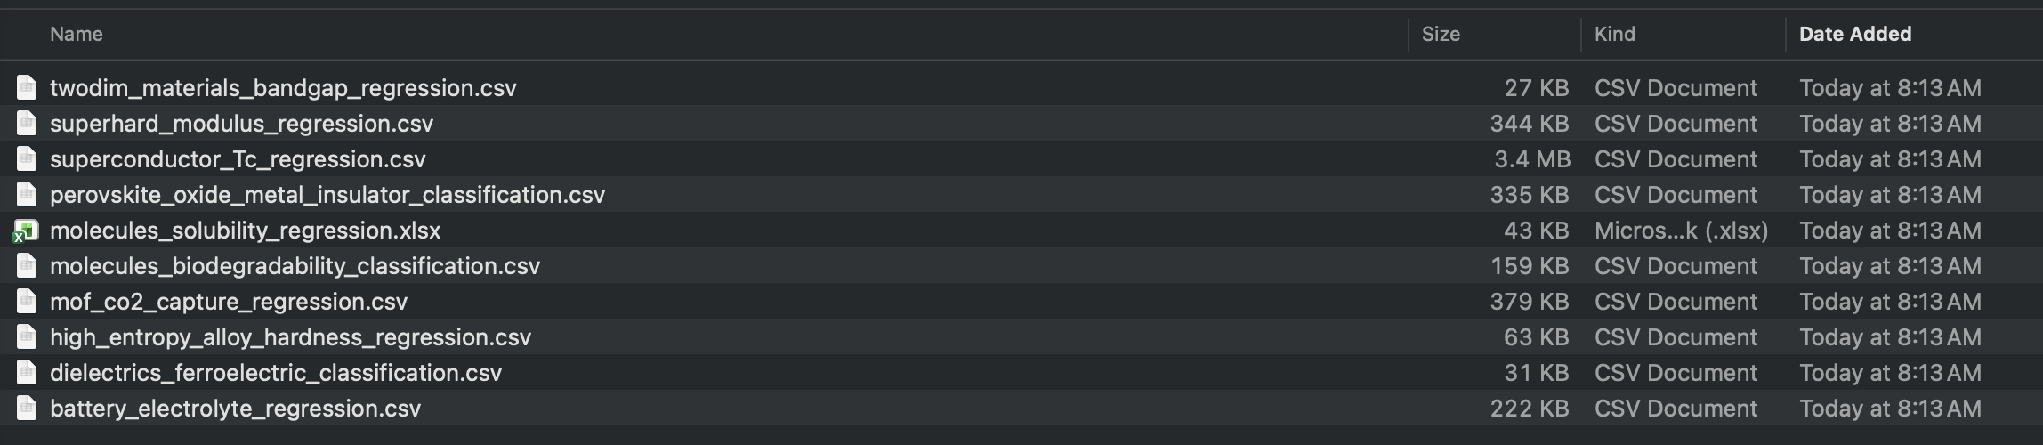 Name Size Kind Date Added
twodim_materials_bandgap_regression.csv 27 KB CSV Document Today at 8:13 AM
superhard_modulus_regression.csv 344 KB CSV Document Today at 8:13 AM
superconductor_Tc_regression.csv 3.4 MB CSV Document Today at 8:13 AM
perovskite_oxide_metal_insulator_classification.csv 335 KB CSV Document Today at 8:13 AM
molecules_solubility_regression.xlsx 43 KB Micros...k (.xlsx) Today at 8:13 AM
molecules_biodegradability_classification.csv 159 KB CSV Document Today at 8:13 AM
mof_co2_capture_regression.csv 379 KB CSV Document Today at 8:13 AM
high_entropy_alloy_hardness_regression.csv 63 KB CSV Document Today at 8:13 AM
dielectrics_ferroelectric_classification.csv 31 KB CSV Document Today at 8:13 AM
battery_electrolyte_regression.csv 222 KB CSV Document Today at 8:13 AM